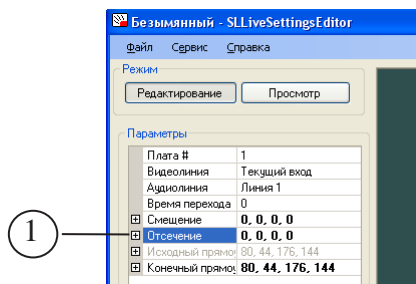 Безымянный - SLLiveSettingsEditor
Файл Сервис Справка
Режим
Редактирование Просмотр
Параметры
Плата # 1
Видеолиния Текущий вход
Аудиолиния Линия 1
Время перехода 0
Смещение 0, 0, 0, 0
1 Отсечение 0, 0, 0, 0
Исходный прямоу 80, 44, 176, 144
Конечный прямоу 80, 44, 176, 144